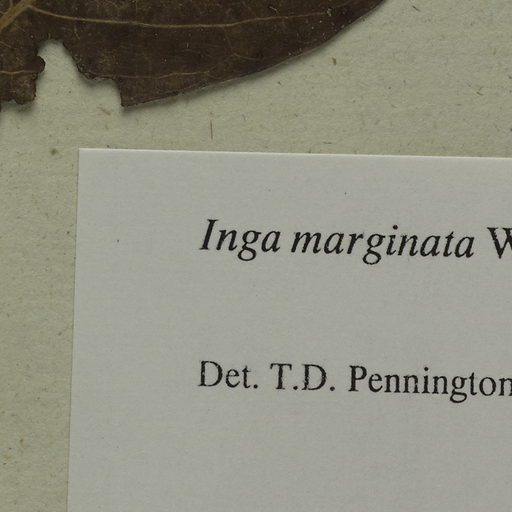 Inga marginata W
Det. T.D. Pennington